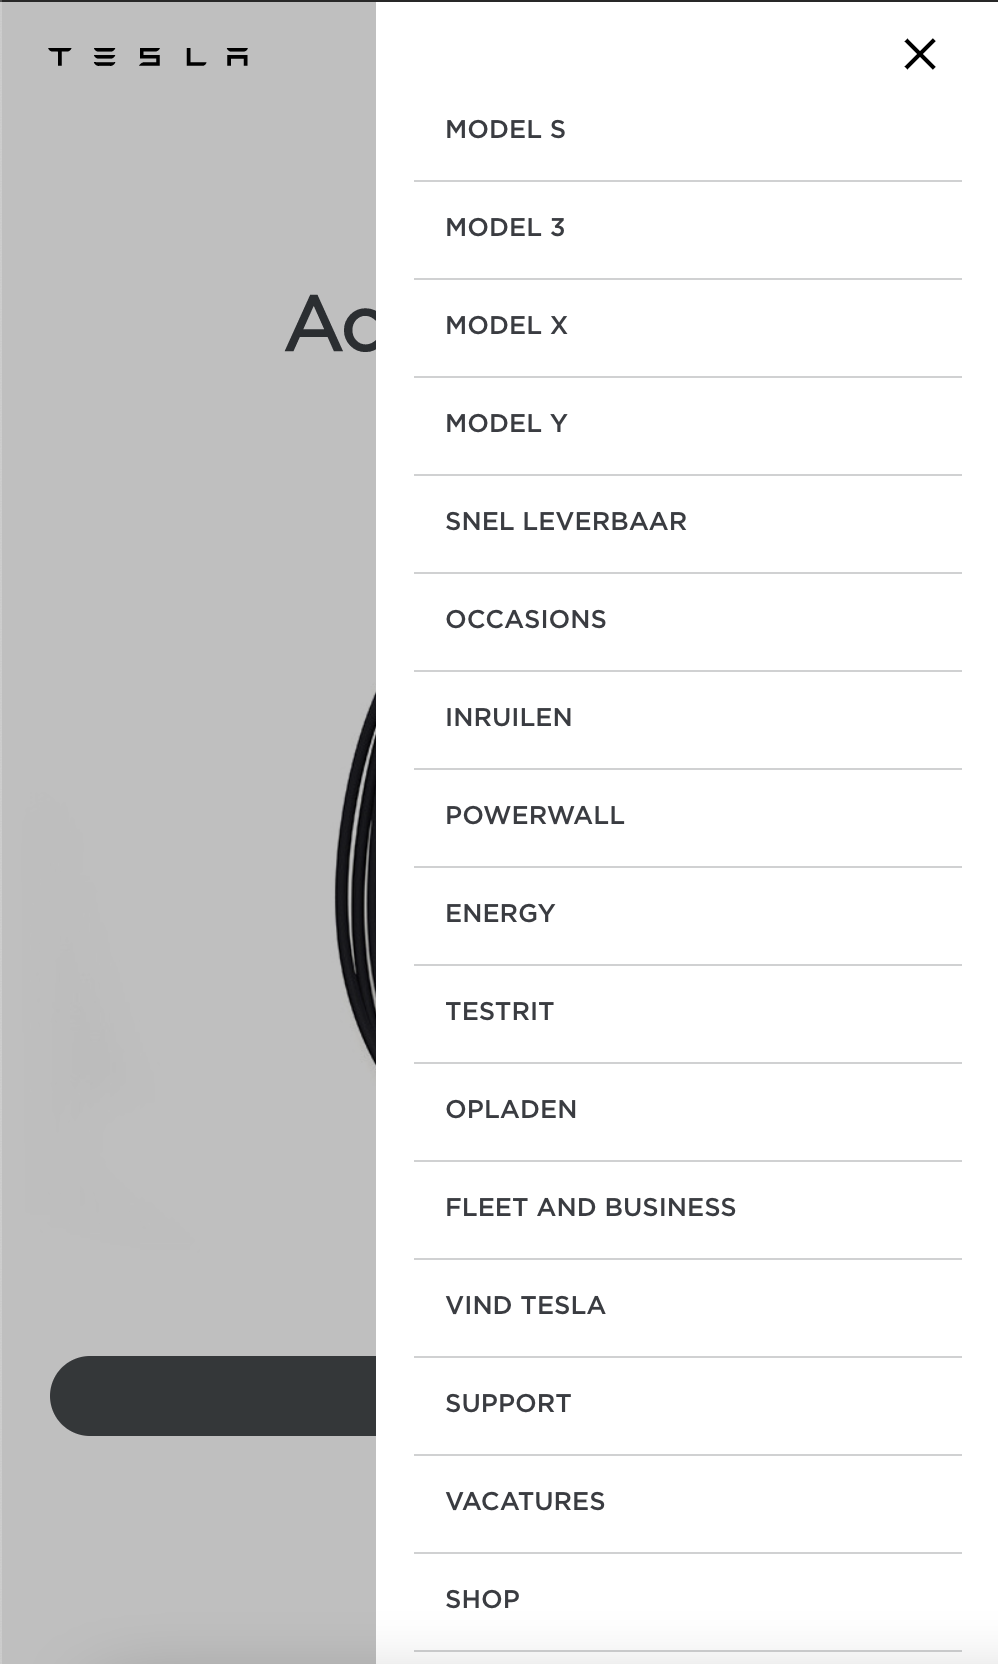 TESLA
Ac
MODEL S
MODEL 3
MODEL X
MODEL Y
SNEL LEVERBAAR
OCCASIONS
INRUILEN
POWERWALL
ENERGY
TESTRIT
OPLADEN
FLEET AND BUSINESS
VIND TESLA
SUPPORT
VACATURES
SHOP